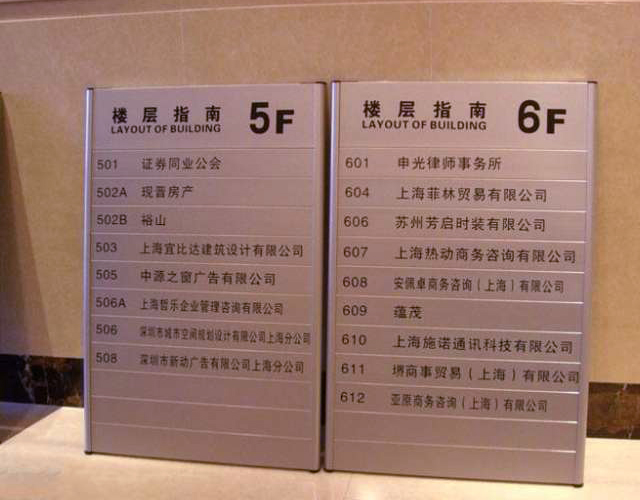 楼层指南 5F
LAYOUT OF BUILDING
501 证券同业公会
502A 现晋房产
502B 裕山
503 上海宜比达建筑设计有限公司
505 中源之窗广告有限公司
506A 上海哲乐企业管理咨询有限公司
506 深圳市城市空间规划设计有限公司上海分公司
508 深圳市新动广告有限公司上海分公司
楼层指南 6F
LAYOUT OF BUILDING
601 申光律师事务所
604 上海菲林贸易有限公司
606 苏州芳启时装有限公司
607 上海热动商务咨询有限公司
608 安佩卓商务咨询（上海）有限公司
609 蕴茂
610 上海施诺通讯科技有限公司
611 堺商事贸易（上海）有限公司
612 亚原商务咨询（上海）有限公司